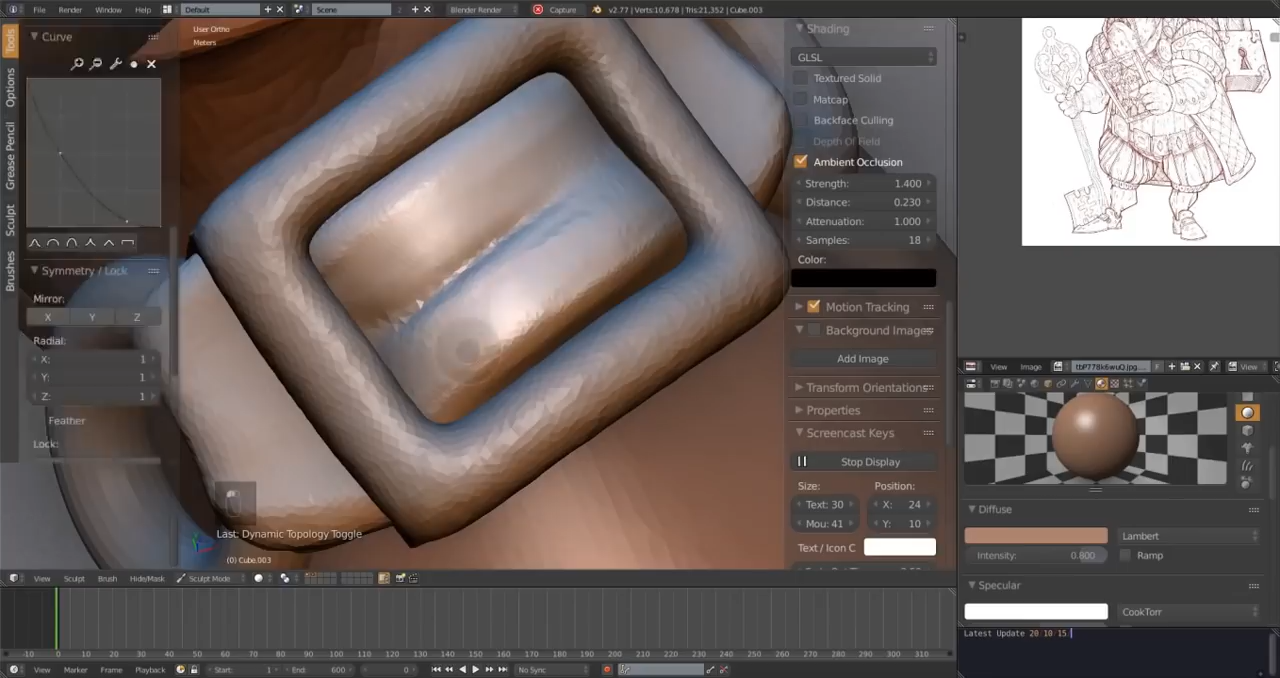 File Render Window Help Default Scene 2 Blender Render Capture v2.77 | Verts:10,678 | Tris:21,352 | Cube.003
User Ortho
Meters
Tools
Options
Grease Pencil
Sculpt
Brushes
Curve
Symmetry / Lock
Mirror:
X Y Z
Radial:
X: 1
Y: 1
Z: 1
Feather
Lock:
Last: Dynamic Topology Toggle
(0) Cube.003
Shading
GLSL
Textured Solid
Matcap
Backface Culling
Depth Of Field
Ambient Occlusion
Strength: 1.400
Distance: 0.230
Attenuation: 1.000
Samples: 18
Color:
Motion Tracking
Background Images
Add Image
Transform Orientations
Properties
Screencast Keys
Stop Display
Size: Position:
Text: 30 X: 24
Mou: 41 Y: 10
Text / Icon C
View Image View
Diffuse
Lambert
Intensity: 0.800 Ramp
Specular
CookTorr
Latest Update 20 10 15
View Sculpt Brush Hide/Mask Sculpt Mode
-10 0 10 20 30 40 50 60 70 80 90 100 110 120 130 140 150 160 170 180 190 200 210 220 230 240 250 260 270 280 290 300 310
View Marker Frame Playback Start: 1 End: 600 0 No Sync